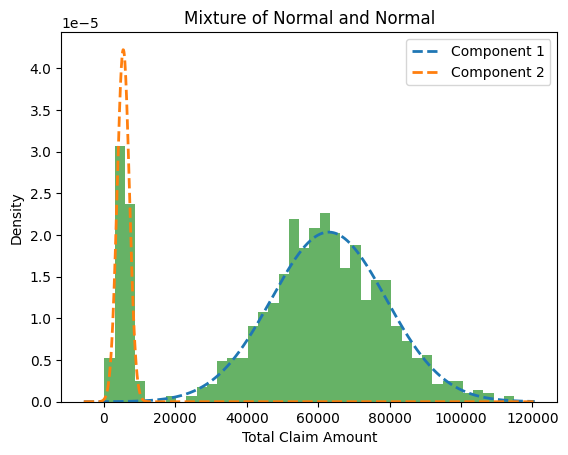 Mixture of Normal and Normal
1e−5
Component 1
Component 2
4.0
3.5
3.0
2.5
2.0
1.5
1.0
0.5
0.0
Density
0 20000 40000 60000 80000 100000 120000
Total Claim Amount